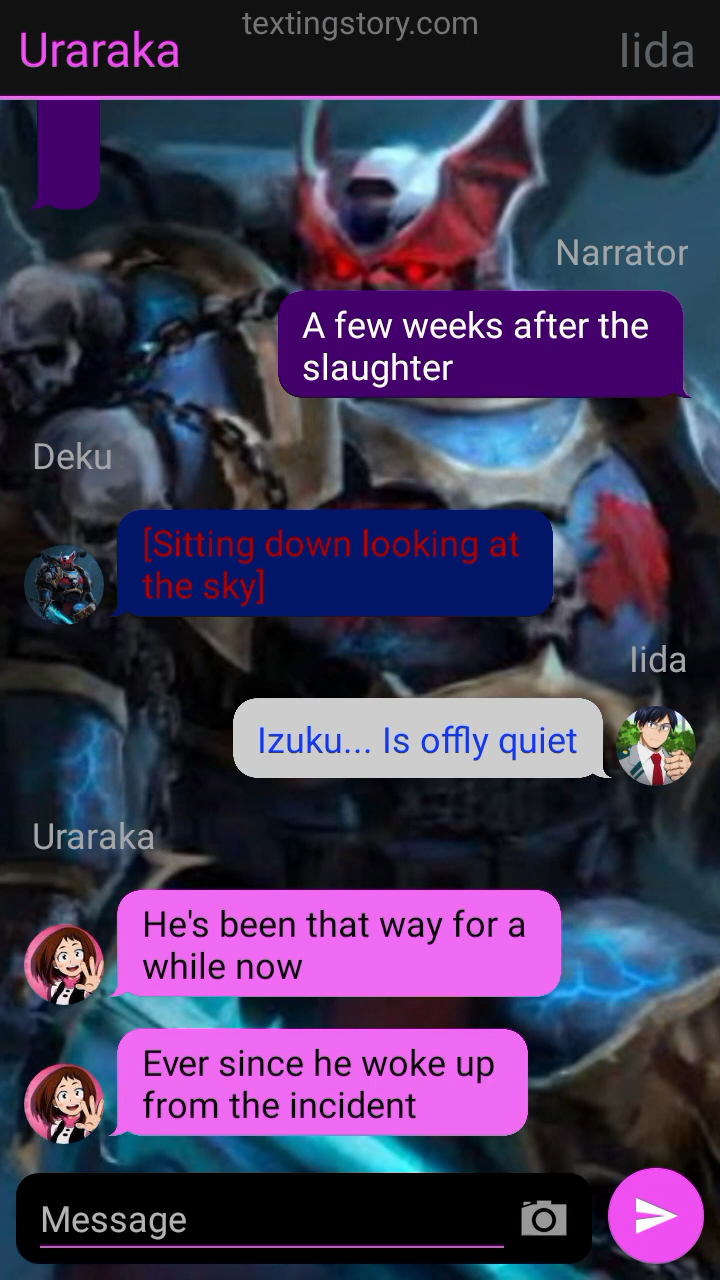 textingstory.com
Uraraka
Iida
Narrator
A few weeks after the
slaughter
Deku
[Sitting down looking at
the sky]
Iida
Izuku... Is offly quiet
Uraraka
He's been that way for a
while now
Ever since he woke up
from the incident
Message